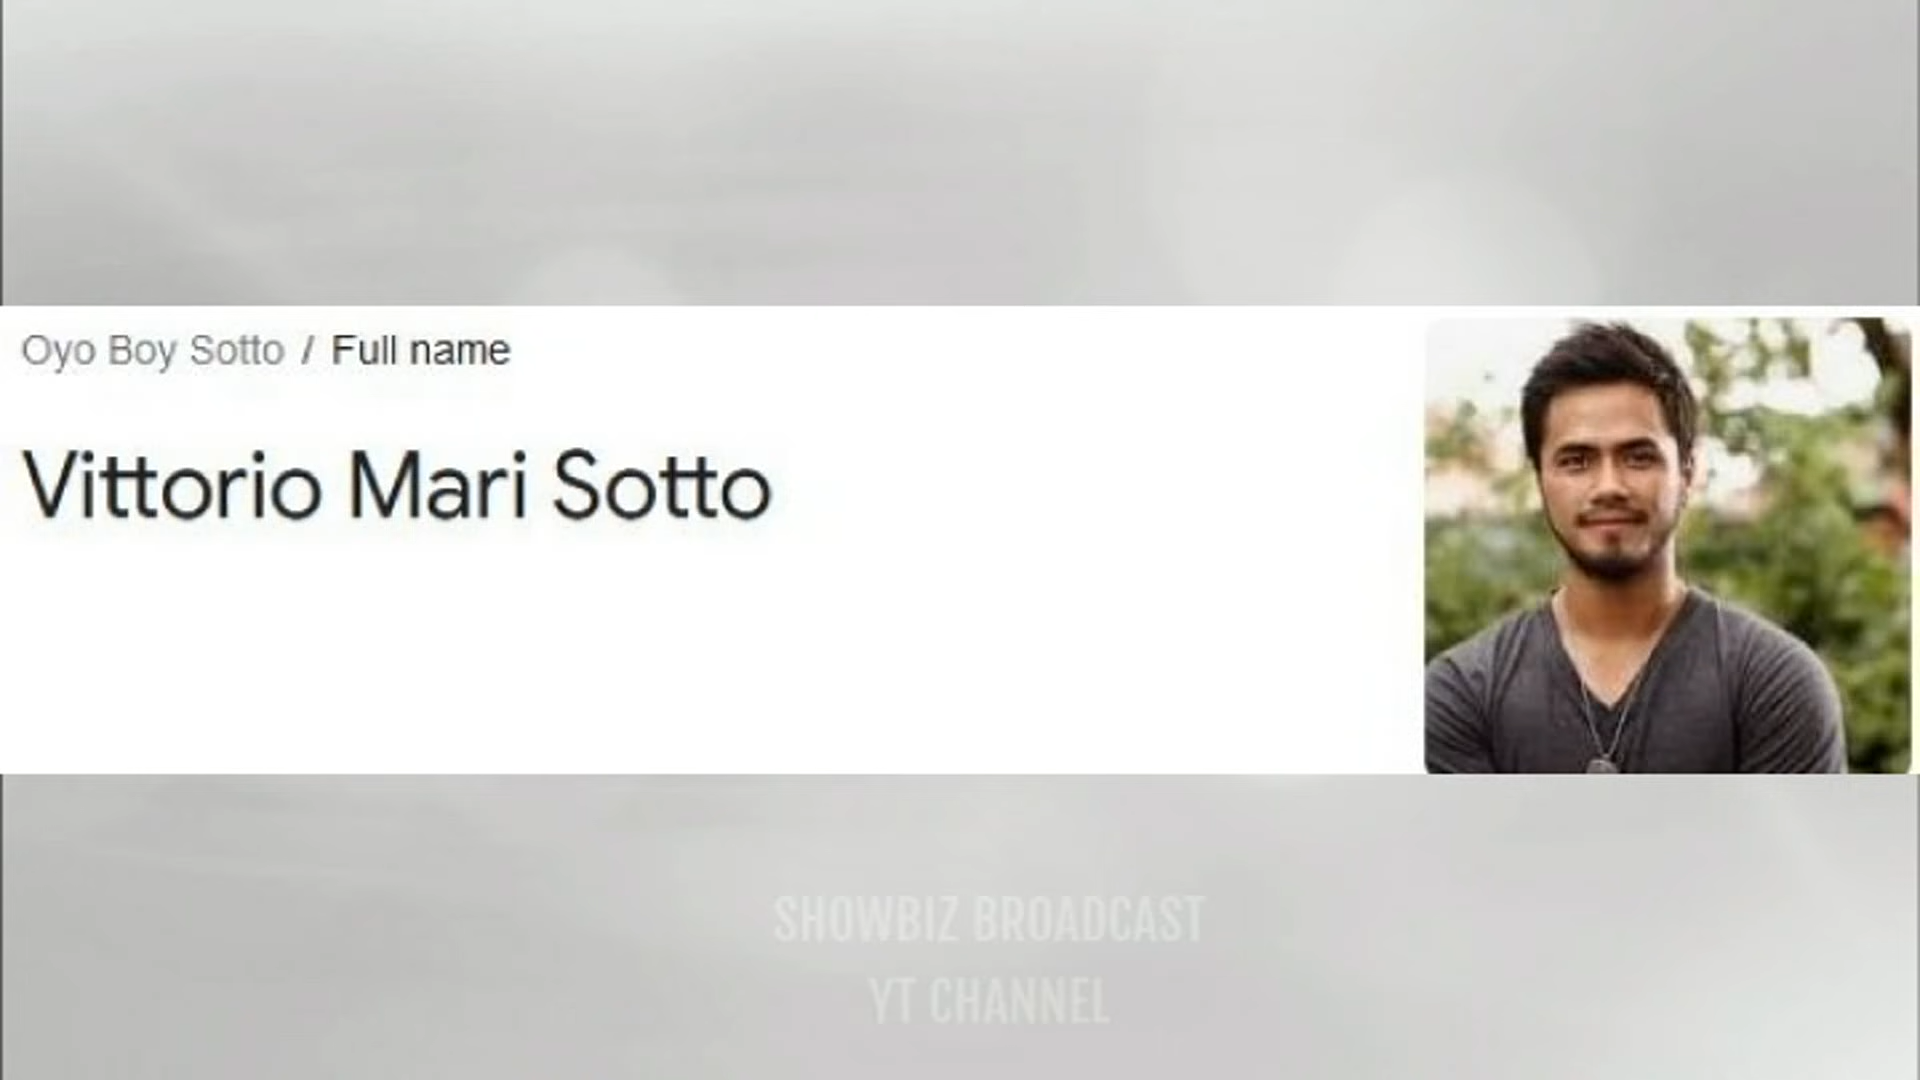 Oyo Boy Sotto / Full name
Vittorio Mari Sotto
SHOWBIZ BROADCAST
YT CHANNEL